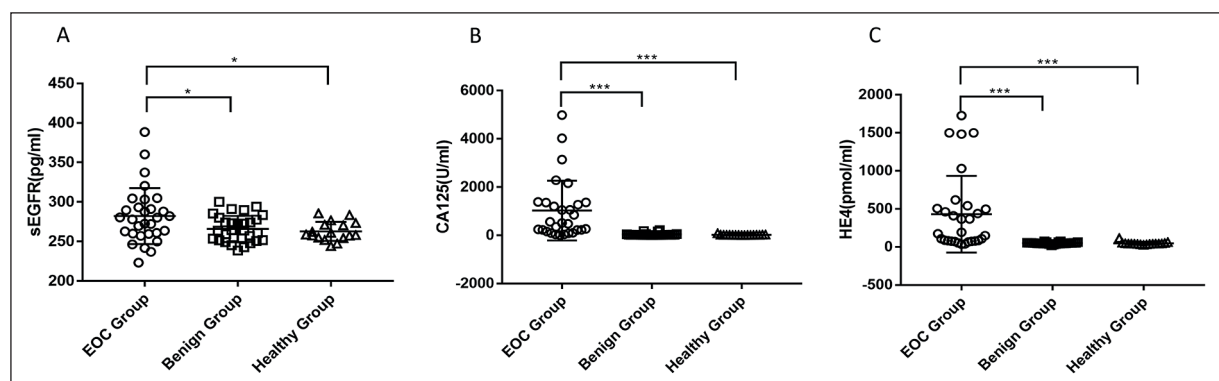 A
sEGFR(pg/ml)
450
400
350
300
250
200
*
*
EOC Group
Benign Group
Healthy Group
B
CA125(U/ml)
6000
4000
2000
0
-2000
***
***
EOC Group
Benign Group
Healthy Group
C
HE4(pmol/ml)
2000
1500
1000
500
0
-500
***
***
EOC Group
Benign Group
Healthy Group